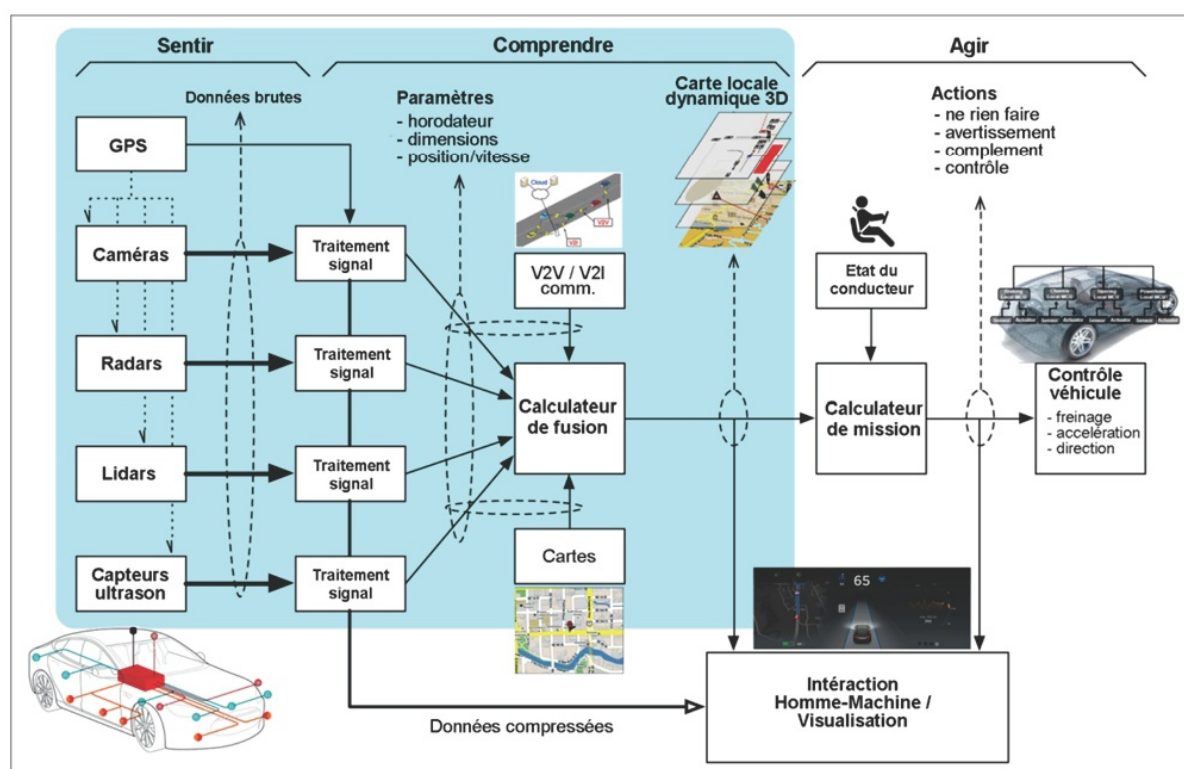 Sentir
Comprendre
Agir
Données brutes
Paramètres
- horodateur
- dimensions
- position/vitesse
Carte locale
dynamique 3D
Actions
- ne rien faire
- avertissement
- complement
- contrôle
GPS
Cloud
V2V
V2I
Caméras
Traitement
signal
V2V / V2I
comm.
Etat du
conducteur
Radars
Traitement
signal
Calculateur
de fusion
Calculateur
de mission
Contrôle
véhicule
- freinage
- accelération
- direction
Lidars
Traitement
signal
Cartes
Capteurs
ultrason
Traitement
signal
65
Intéraction
Homme-Machine /
Visualisation
Données compressées